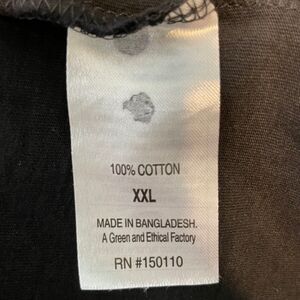 100% COTTON
XXL
MADE IN BANGLADESH.
A Green and Ethical Factory
RN #150110